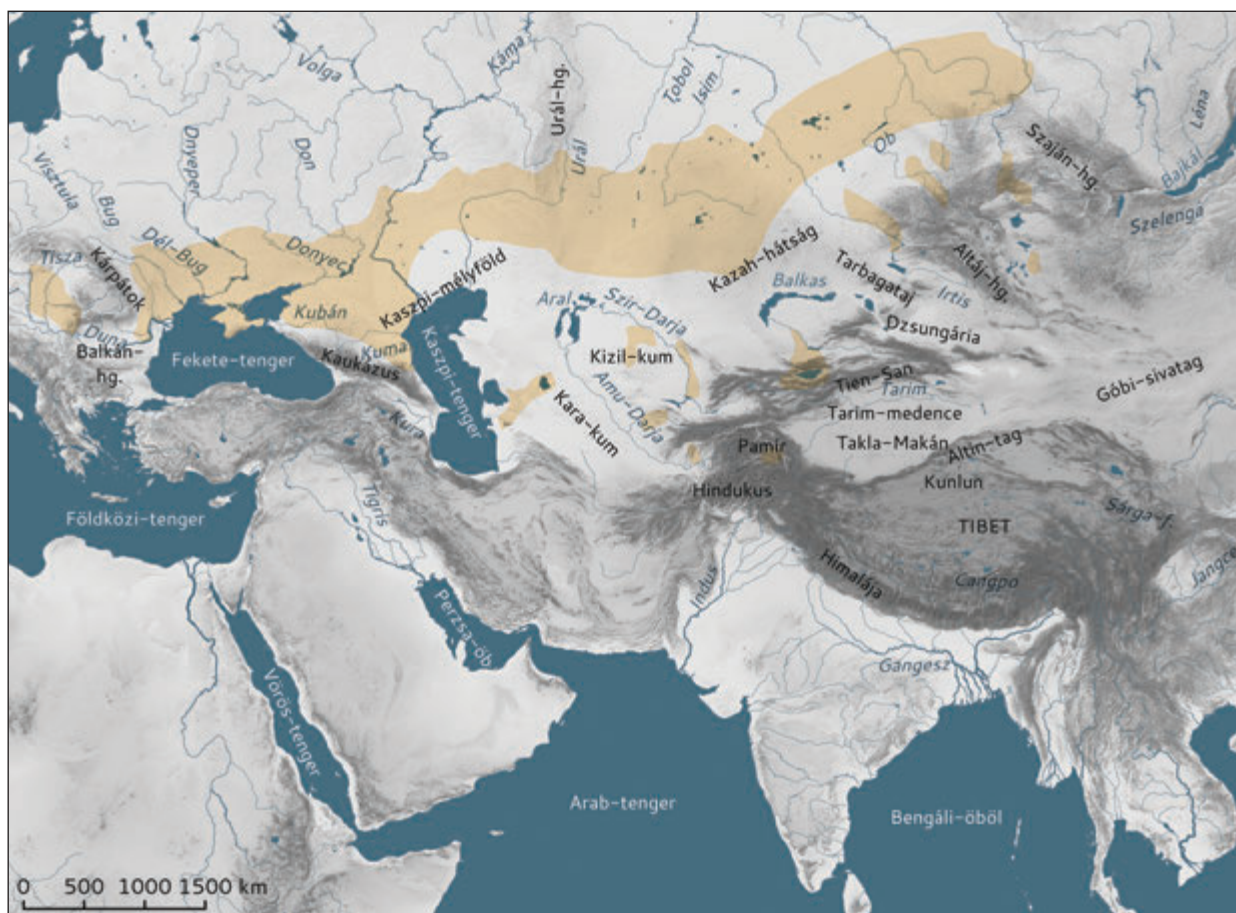 Volga
Káma
Urál-hg.
Tobol
Isim
Léna
Dnyeper
Don
Urál
Ob
Szaján-hg.
Bajkál
Visztula
Bug
Szelenga
Tisza
Kárpátok
Dél-Bug
Donyec
Kazah-hátság
Tarbagataj
Altáj-hg.
Kaszpi-mélyföld
Balkas
Irtis
Duna
Kubán
Aral
Szir-Darja
Dzsungária
Balkán-
hg.
Fekete-tenger
Kuma
Kaukázus
Kaszpi-tenger
Kizil-kum
Tien-San
Tarim
Góbi-sivatag
Kura
Amu-Darja
Kara-kum
Tarim-medence
Takla-Makán
Altin-tag
Pamír
Kunlun
Hindukus
Földközi-tenger
Tigris
TIBET
Sárga-f.
Himalája
Cangpo
Jangce
Indus
Perzsa-öb
Gangesz
Vörös-tenger
Arab-tenger
Bengáli-öböl
0 500 1000 1500 km